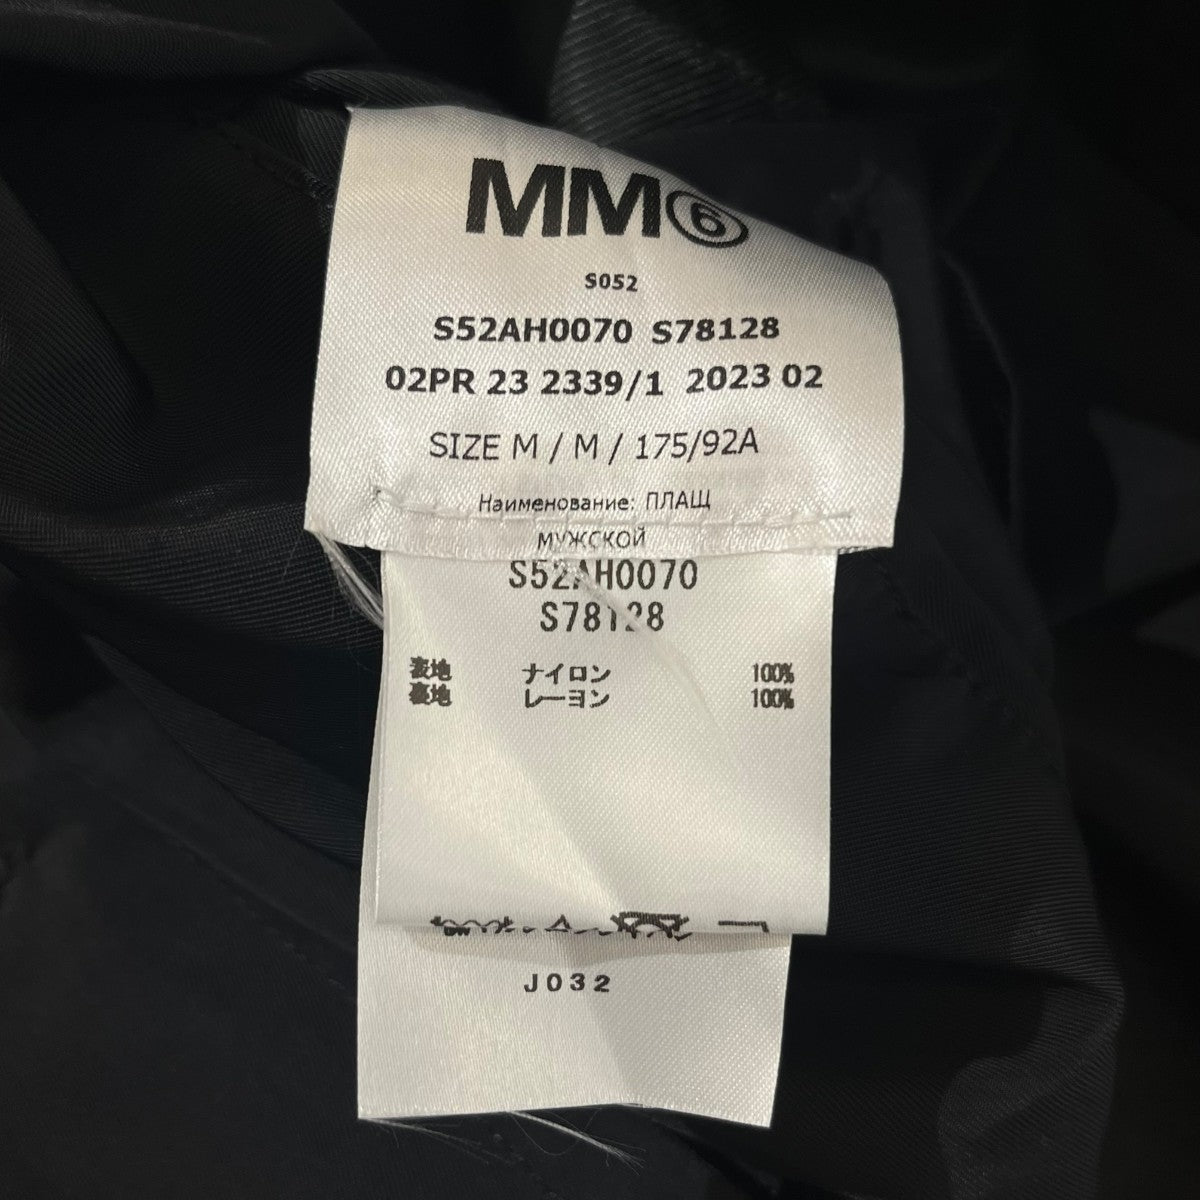 MM⑥
S052
S52AH0070 S78128
02PR 23 2339/1 2023 02
SIZE M / M / 175/92A
Наименование: ПЛАЩ
МУЖСКОЙ
S52AH0070
S78128
表地 ナイロン 100%
裏地 レーヨン 100%
J032